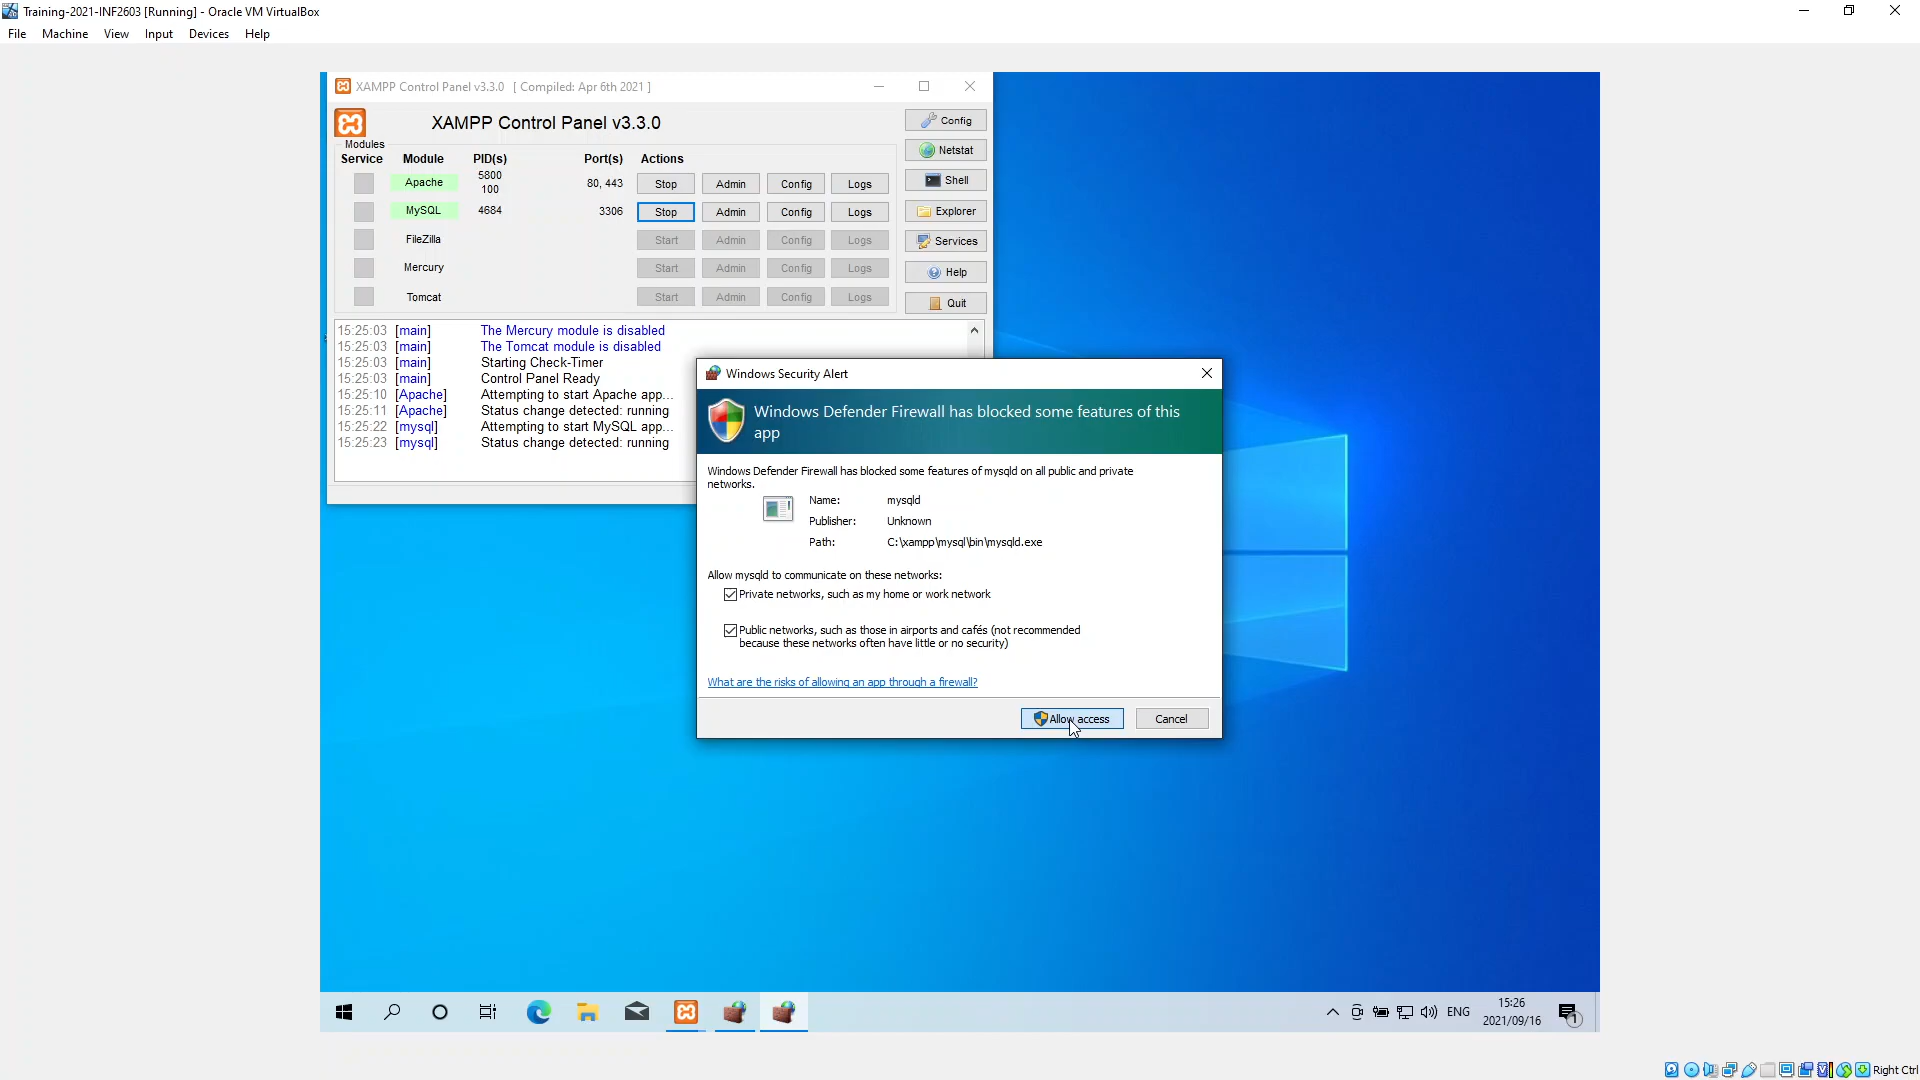 Training-2021-INF2603 [Running] - Oracle VM VirtualBox
File Machine View Input Devices Help
XAMPP Control Panel v3.3.0 [ Compiled: Apr 6th 2021 ]
XAMPP Control Panel v3.3.0
Config
Modules
Service Module PID(s) Port(s) Actions
Netstat
Apache 5800 100 80, 443 Stop Admin Config Logs
Shell
MySQL 4684 3306 Stop Admin Config Logs
Explorer
FileZilla Start Admin Config Logs
Services
Mercury Start Admin Config Logs
Help
Tomcat Start Admin Config Logs
Quit
15:25:03 [main] The Mercury module is disabled
15:25:03 [main] The Tomcat module is disabled
15:25:03 [main] Starting Check-Timer
15:25:03 [main] Control Panel Ready
15:25:10 [Apache] Attempting to start Apache app...
15:25:11 [Apache] Status change detected: running
15:25:22 [mysql] Attempting to start MySQL app...
15:25:23 [mysql] Status change detected: running
Windows Security Alert
Windows Defender Firewall has blocked some features of this
app
Windows Defender Firewall has blocked some features of mysqld on all public and private
networks.
Name: mysqld
Publisher: Unknown
Path: C:\xampp\mysql\bin\mysqld.exe
Allow mysqld to communicate on these networks:
Private networks, such as my home or work network
Public networks, such as those in airports and cafés (not recommended
because these networks often have little or no security)
What are the risks of allowing an app through a firewall?
Allow access Cancel
ENG
15:26
2021/09/16
1
Right Ctrl